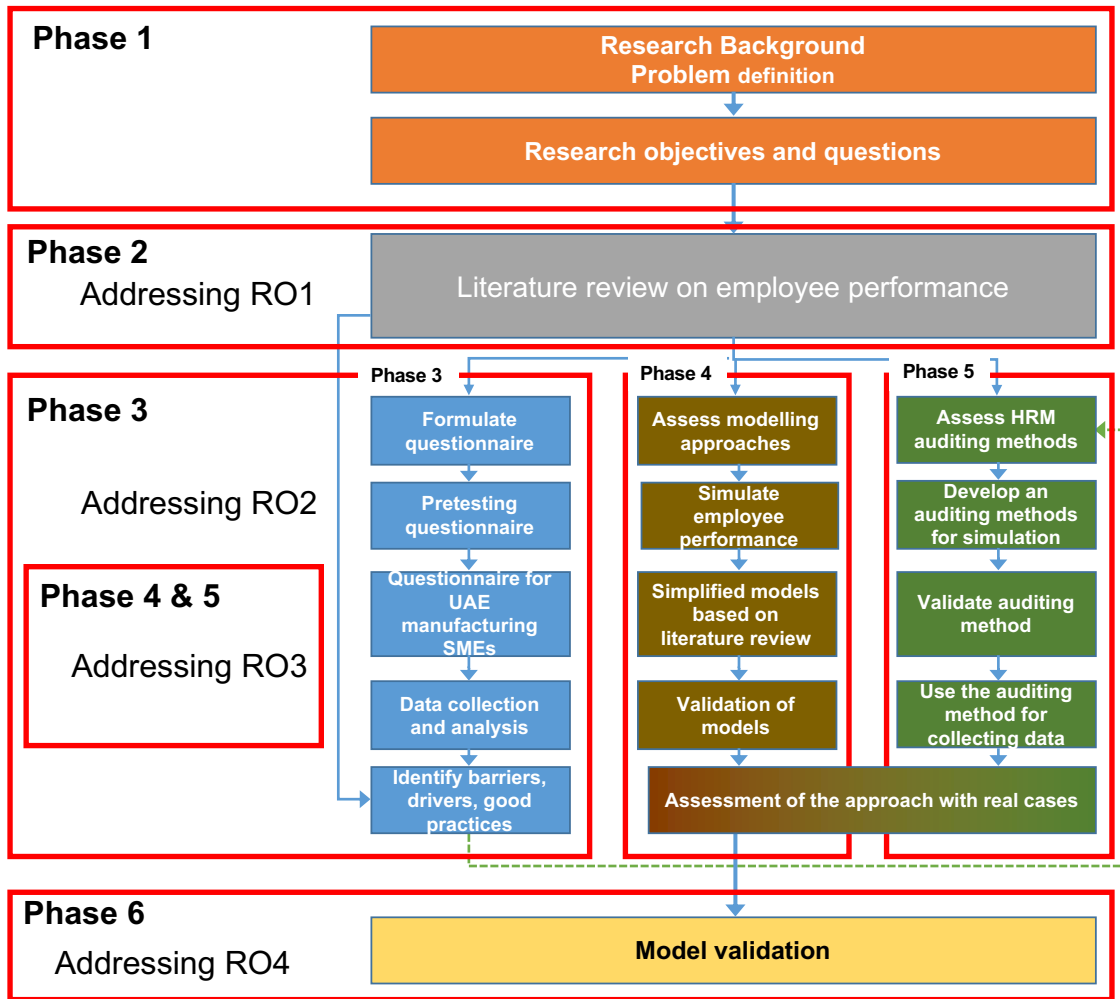 Phase 1
Research Background
Problem definition
Research objectives and questions
Phase 2
Addressing RO1
Literature review on employee performance
Phase 3
Addressing RO2
Phase 4 & 5
Addressing RO3
Phase 3
Formulate
questionnaire
Pretesting
questionnaire
Questionnaire for
UAE
manufacturing
SMEs
Data collection
and analysis
Identify barriers,
drivers, good
practices
Phase 4
Assess modelling
approaches
Simulate
employee
performance
Simplified models
based on
literature review
Validation of
models
Phase 5
Assess HRM
auditing methods
Develop an
auditing methods
for simulation
Validate auditing
method
Use the auditing
method for
collecting data
Assessment of the approach with real cases
Phase 6
Addressing RO4
Model validation